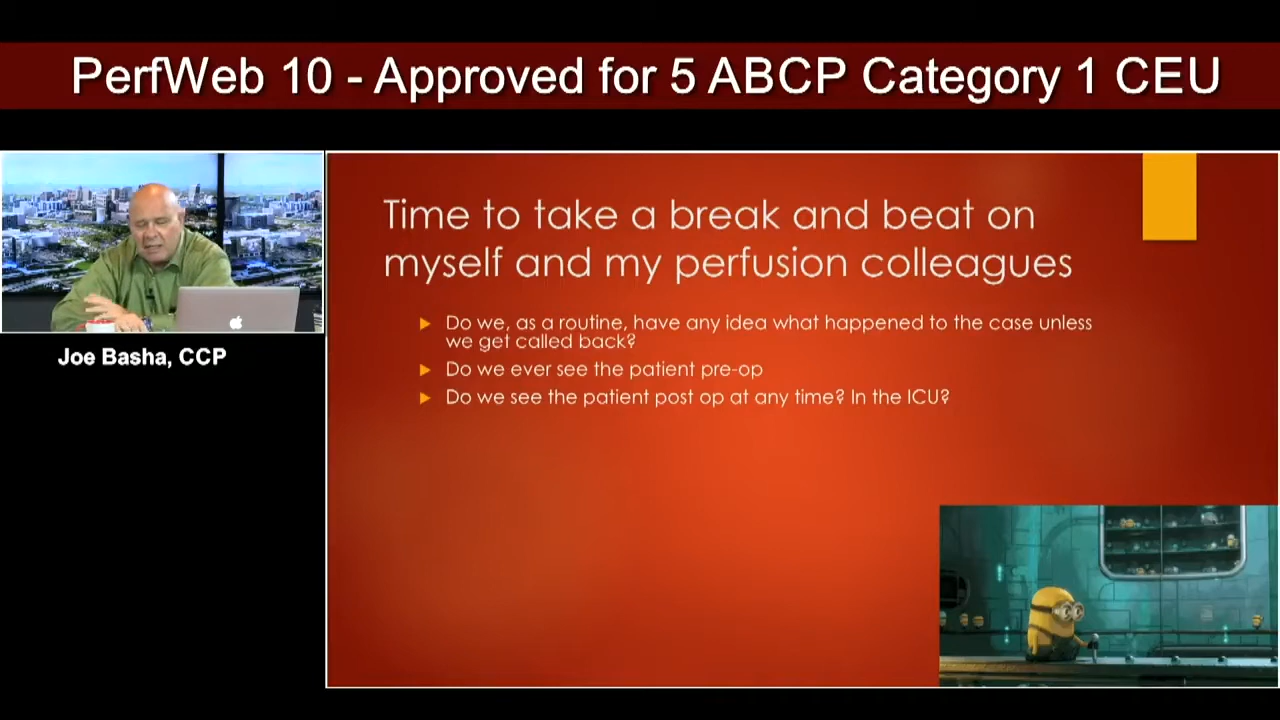 PerfWeb 10 - Approved for 5 ABCP Category 1 CEU
Joe Basha, CCP
Time to take a break and beat on
myself and my perfusion colleagues
Do we, as a routine, have any idea what happened to the case unless
we get called back?
Do we ever see the patient pre-op
Do we see the patient post op at any time? In the ICU?